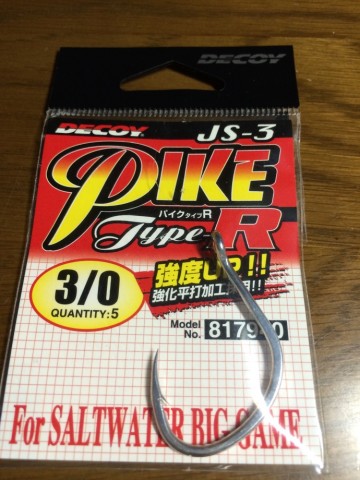 DECOY
DECOY JS-3
PIKE
パイクタイプR
Type-R
強度UP!!
強化平打加工!!
3/0
QUANTITY:5
Model No.
For SALTWATER BIG GAME